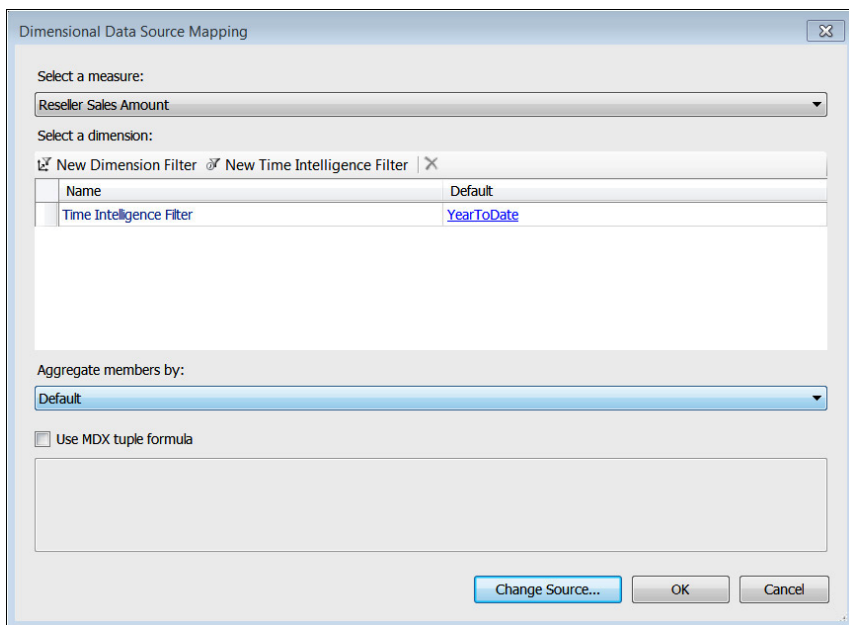 Dimensional Data Source Mapping
Select a measure:
Reseller Sales Amount
Select a dimension:
New Dimension Filter New Time Intelligence Filter
Name Default
Time Intelligence Filter YearToDate
Aggregate members by:
Default
Use MDX tuple formula
Change Source... OK Cancel